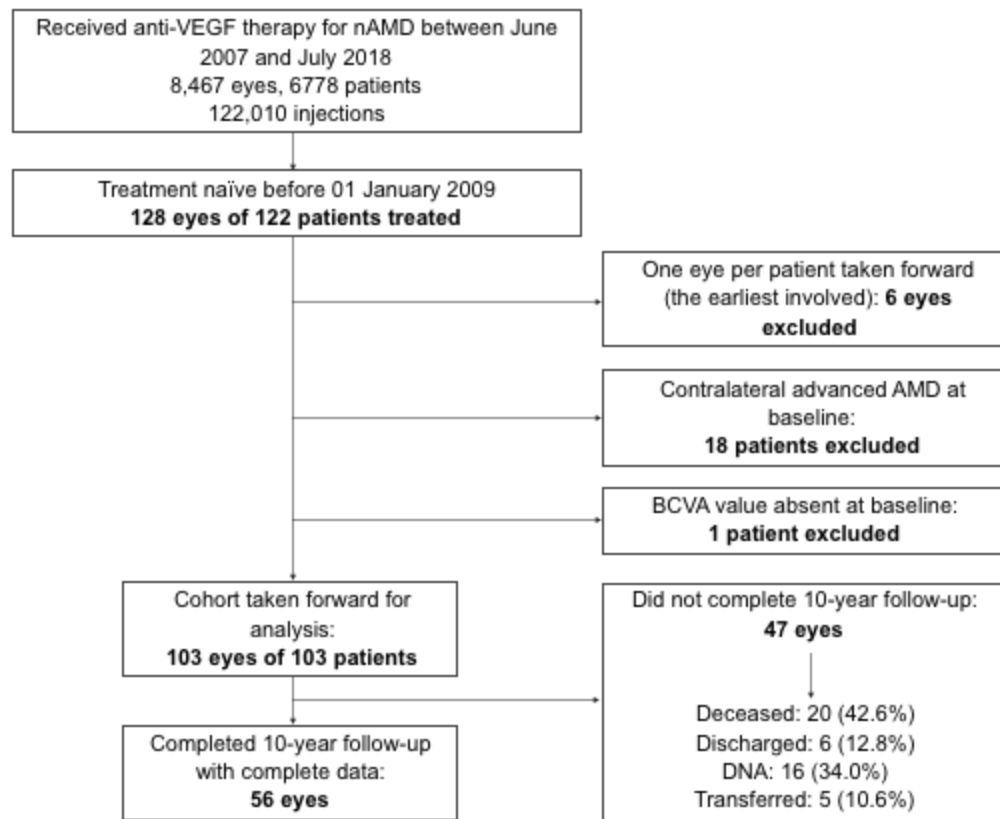 Received anti-VEGF therapy for nAMD between June
2007 and July 2018
8,467 eyes, 6778 patients
122,010 injections
Treatment naïve before 01 January 2009
128 eyes of 122 patients treated
One eye per patient taken forward
(the earliest involved): 6 eyes
excluded
Contralateral advanced AMD at
baseline:
18 patients excluded
BCVA value absent at baseline:
1 patient excluded
Cohort taken forward for
analysis:
103 eyes of 103 patients
Did not complete 10-year follow-up:
47 eyes
Deceased: 20 (42.6%)
Discharged: 6 (12.8%)
DNA: 16 (34.0%)
Transferred: 5 (10.6%)
Completed 10-year follow-up
with complete data:
56 eyes